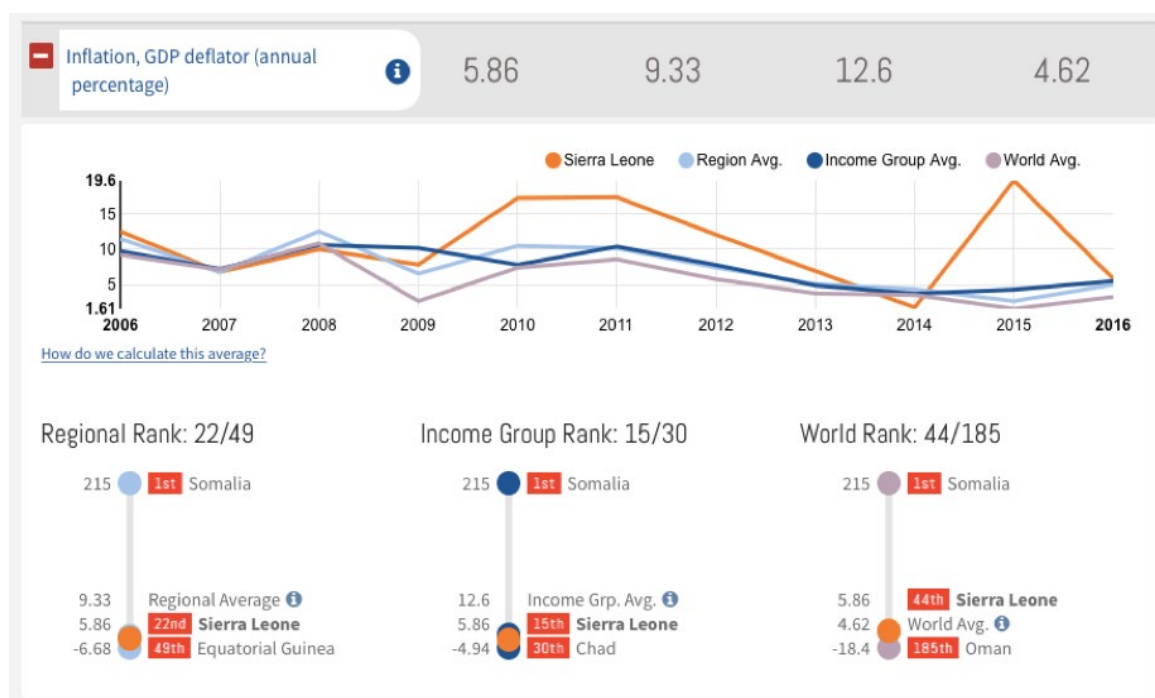 Inflation, GDP deflator (annual
percentage)
5.86 9.33 12.6 4.62
Sierra Leone Region Avg. Income Group Avg. World Avg.
19.6
15
10
5
1.61
2006 2007 2008 2009 2010 2011 2012 2013 2014 2015 2016
How do we calculate this average?
Regional Rank: 22/49
215 1st Somalia
9.33 Regional Average
5.86 22nd Sierra Leone
-6.68 49th Equatorial Guinea
Income Group Rank: 15/30
215 1st Somalia
12.6 Income Grp. Avg.
5.86 15th Sierra Leone
-4.94 30th Chad
World Rank: 44/185
215 1st Somalia
5.86 44th Sierra Leone
4.62 World Avg.
-18.4 185th Oman